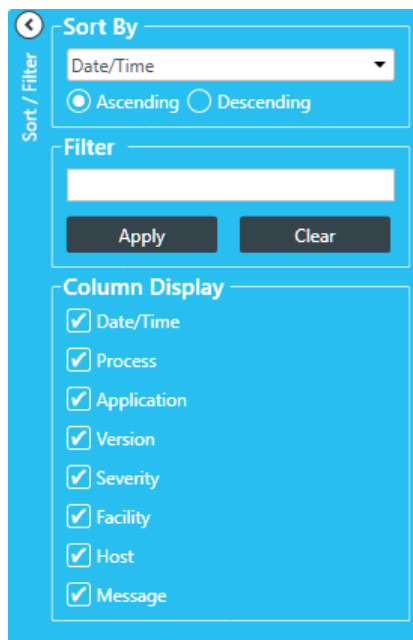 Sort / Filter
Sort By
Date/Time
Ascending Descending
Filter
Apply Clear
Column Display
Date/Time
Process
Application
Version
Severity
Facility
Host
Message